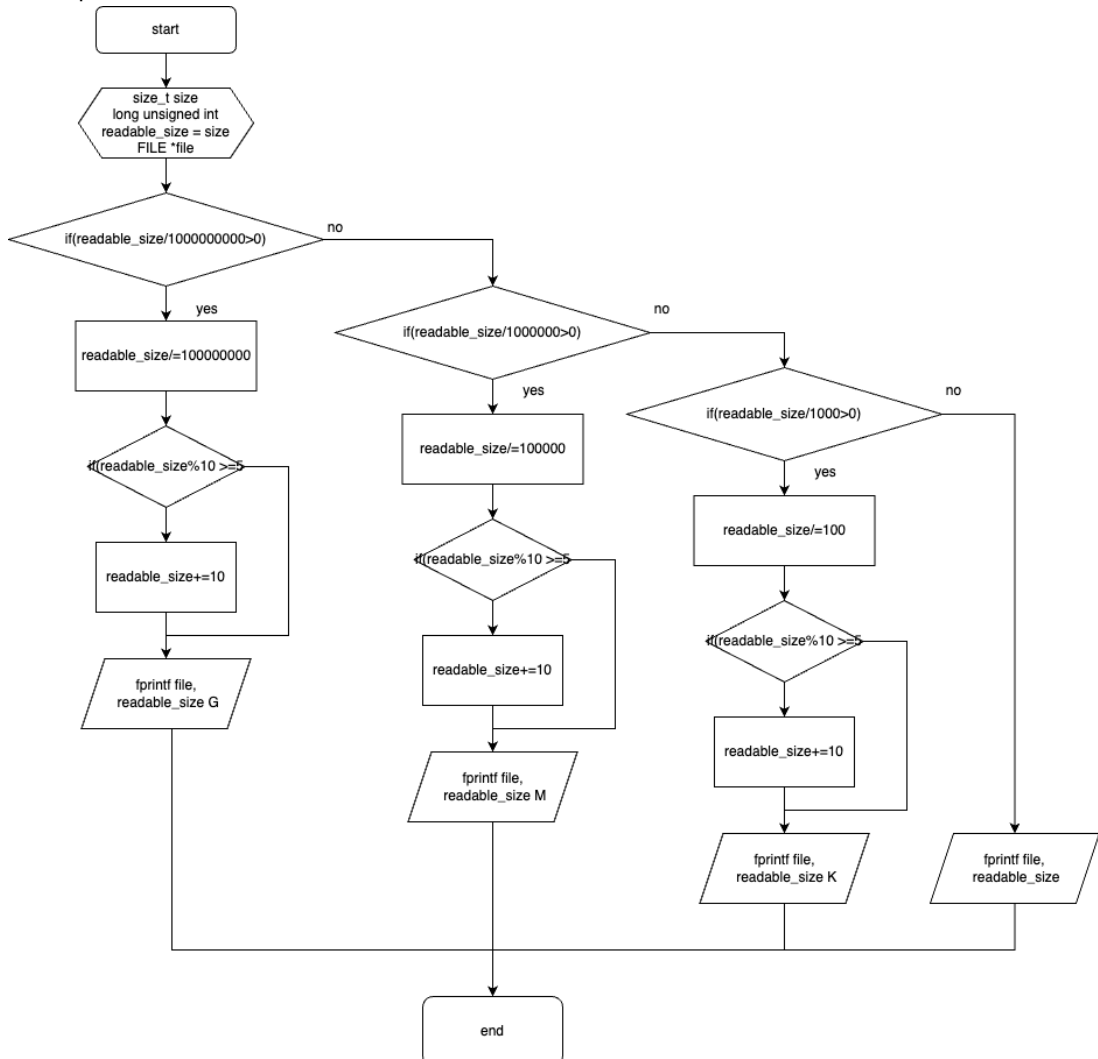 start
size_t size
long unsigned int
readable_size = size
FILE *file
if(readable_size/1000000000>0)
no
yes
readable_size/=100000000
if(readable_size%10 >=5
readable_size+=10
fprintf file,
readable_size G
if(readable_size/1000000>0)
no
yes
readable_size/=100000
if(readable_size%10 >=5
readable_size+=10
fprintf file,
readable_size M
if(readable_size/1000>0)
no
yes
readable_size/=100
if(readable_size%10 >=5
readable_size+=10
fprintf file,
readable_size K
fprintf file,
readable_size
end